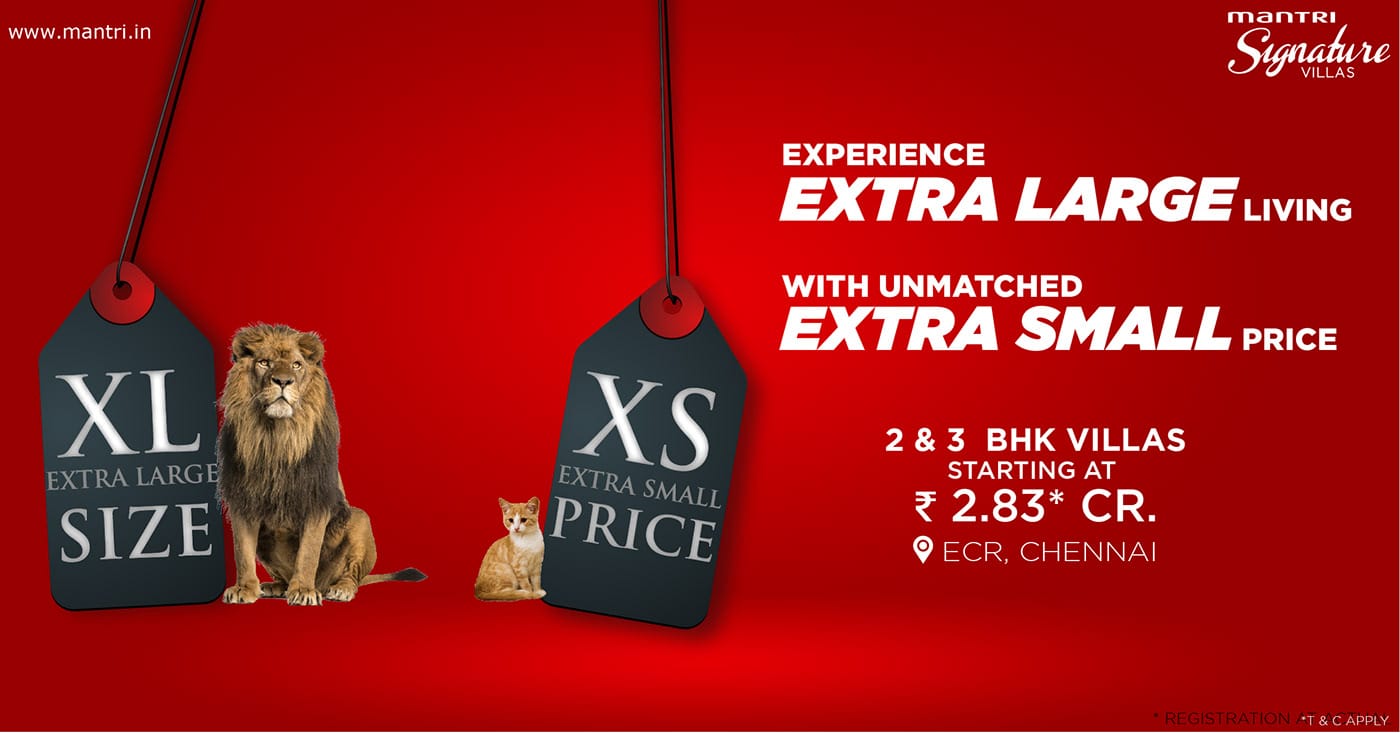 www.mantri.in
mantri
Signature
VILLAS
EXPERIENCE
EXTRA LARGE LIVING
WITH UNMATCHED
EXTRA SMALL PRICE
XL
EXTRA LARGE
SIZE
XS
EXTRA SMALL
PRICE
2 & 3 BHK VILLAS
STARTING AT
₹ 2.83* CR.
ECR, CHENNAI
* REGISTRATION
*T & C APPLY